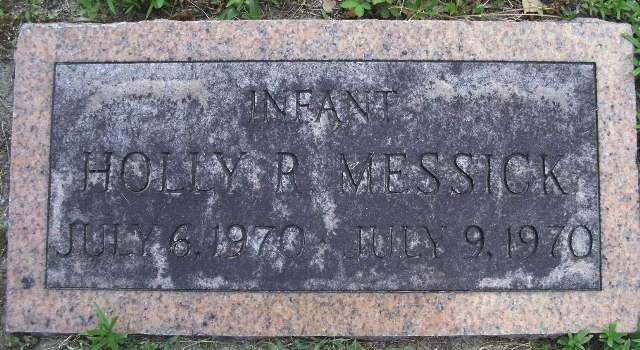 INFANT
HOLLY R. MESSICK
JULY 6, 1970 - JULY 9, 1970